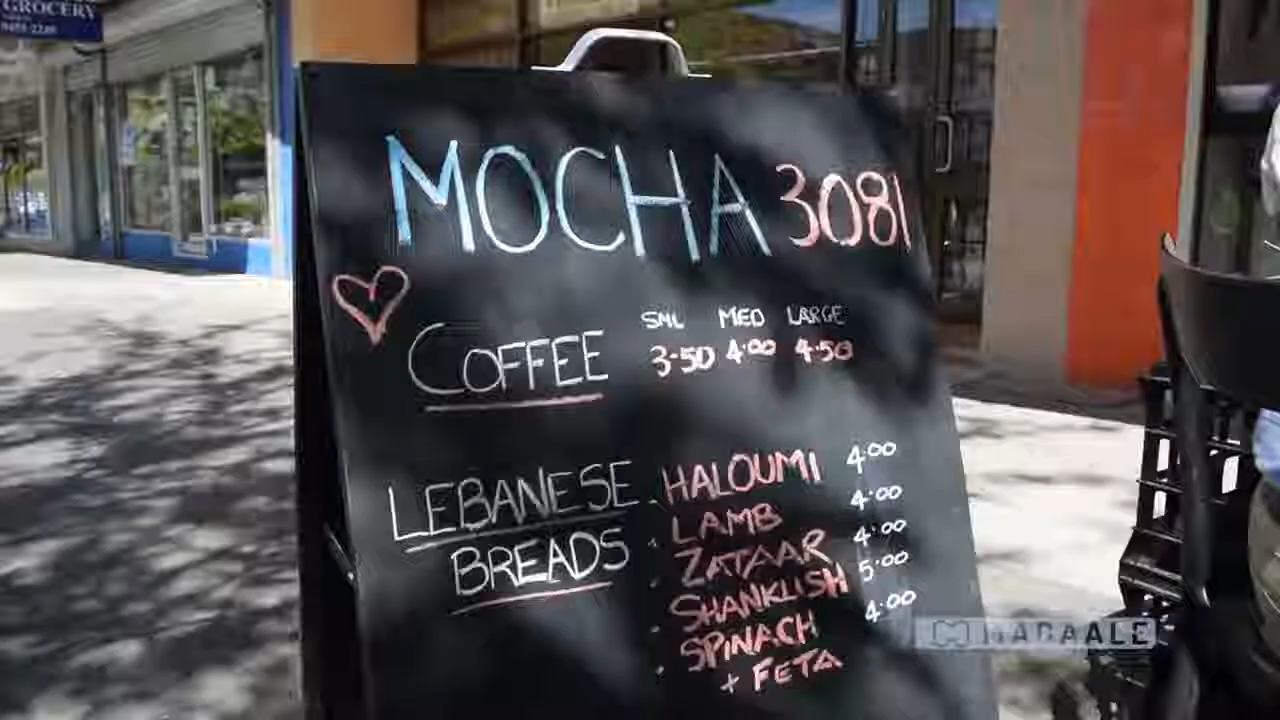 GROCERY
MOCHA 3081
SML MED LARGE
COFFEE 3·50 4·00 4·50
LEBANESE BREADS
· HALOUMI 4·00
· LAMB 4·00
· ZATAAR 4·00
· SHANKLISH 5·00
· SPINACH + FETA 4·00